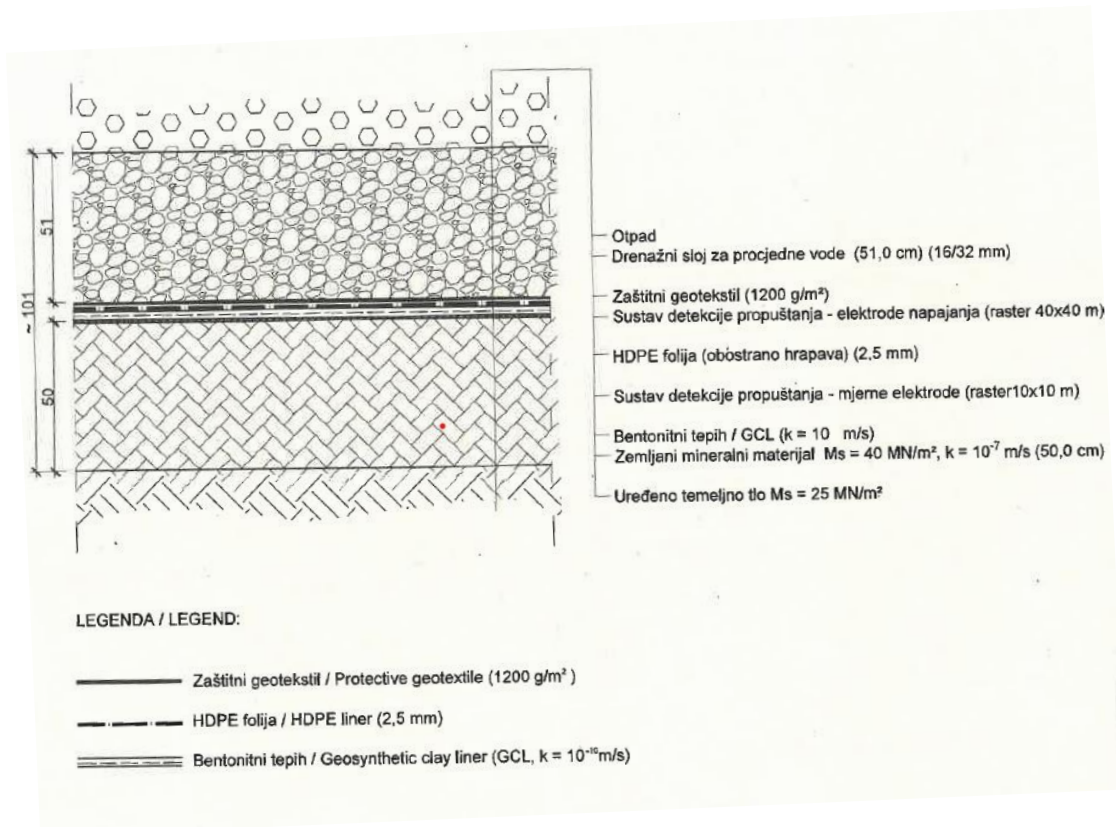 51
~ 101
50
Otpad
Drenažni sloj za procjedne vode (51,0 cm) (16/32 mm)
Zaštitni geotekstil (1200 g/m²)
Sustav detekcije propuštanja - elektrode napajanja (raster 40x40 m)
HDPE folija (obostrano hrapava) (2,5 mm)
Sustav detekcije propuštanja - mjerne elektrode (raster10x10 m)
Bentonitni tepih / GCL (k = 10 m/s)
Zemljani mineralni materijal Ms = 40 MN/m², k = 10⁻⁷ m/s (50,0 cm)
Uređeno temeljno tlo Ms = 25 MN/m²
LEGENDA / LEGEND:
Zaštitni geotekstil / Protective geotextile (1200 g/m²)
HDPE folija / HDPE liner (2,5 mm)
Bentonitni tepih / Geosynthetic clay liner (GCL, k = 10⁻¹⁰m/s)